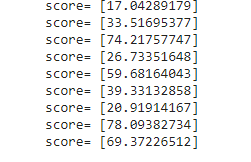 score= [17.04289179]
score= [33.51695377]
score= [74.21757747]
score= [26.73351648]
score= [59.68164043]
score= [39.33132858]
score= [20.91914167]
score= [78.09382734]
score= [69.37226512]